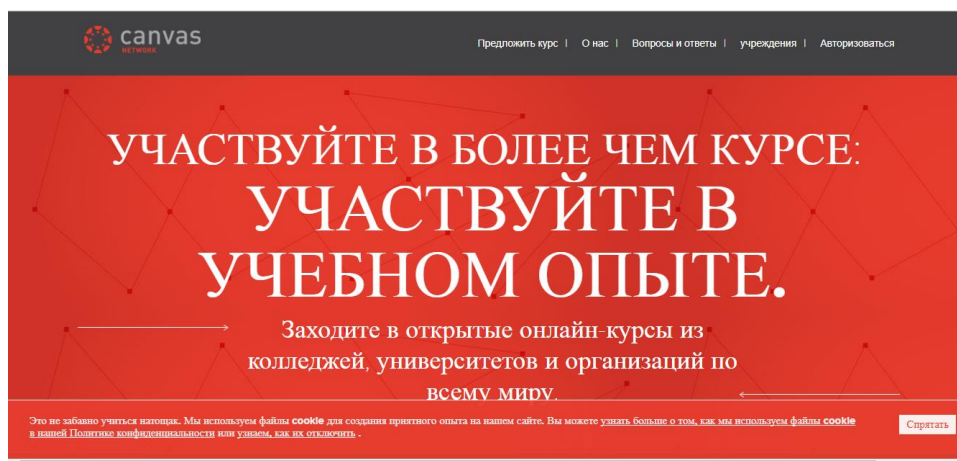 canvas
NETWORK
Предложить курс | О нас | Вопросы и ответы | учреждения | Авторизоваться
УЧАСТВУЙТЕ В БОЛЕЕ ЧЕМ КУРСЕ:
УЧАСТВУЙТЕ В
УЧЕБНОМ ОПЫТЕ.
Заходите в открытые онлайн-курсы из
колледжей, университетов и организаций по
всему миру.
Это не забавно учиться натощак. Мы используем файлы cookie для создания приятного опыта на нашем сайте. Вы можете узнать больше о том, как мы используем файлы cookie
в нашей Политике конфиденциальности или узнаем, как их отключить .
Спрятать